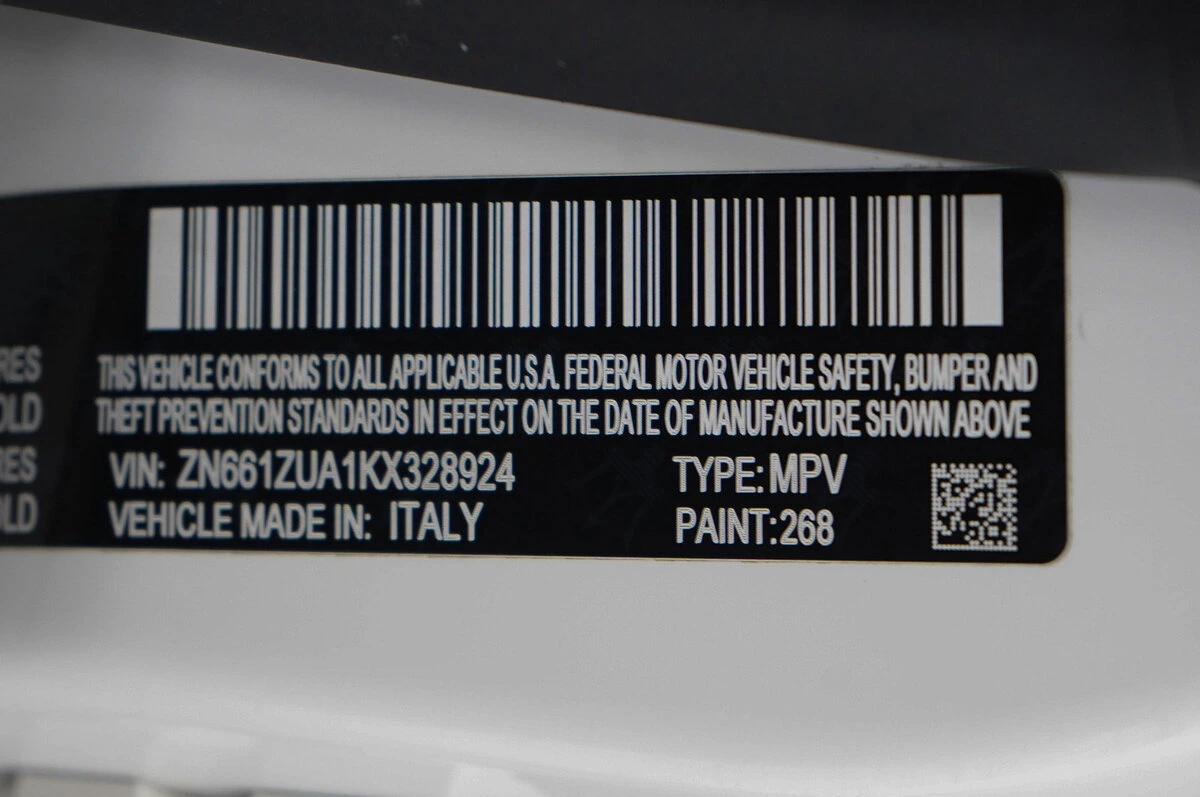 THIS VEHICLE CONFORMS TO ALL APPLICABLE U.S.A. FEDERAL MOTOR VEHICLE SAFETY, BUMPER AND
THEFT PREVENTION STANDARDS IN EFFECT ON THE DATE OF MANUFACTURE SHOWN ABOVE
VIN: ZN661ZUA1KX328924 TYPE: MPV
VEHICLE MADE IN: ITALY PAINT: 268